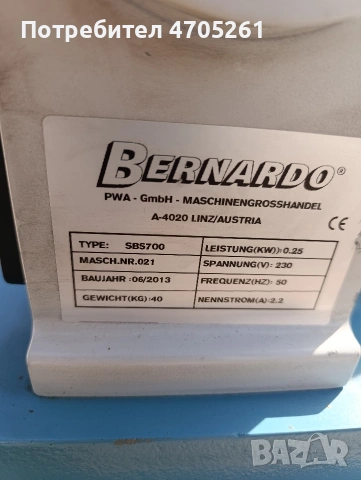 Потребител 4705261
BERNARDO®
PWA - GmbH - MASCHINENGROSSHANDEL
A-4020 LINZ/AUSTRIA
CE
TYPE: SBS700
LEISTUNG(KW): 0.25
MASCH.NR.021
SPANNUNG(V): 230
BAUJAHR :06/2013
FREQUENZ(HZ): 50
GEWICHT(KG):40
NENNSTROM(A):2.2
BAZAR